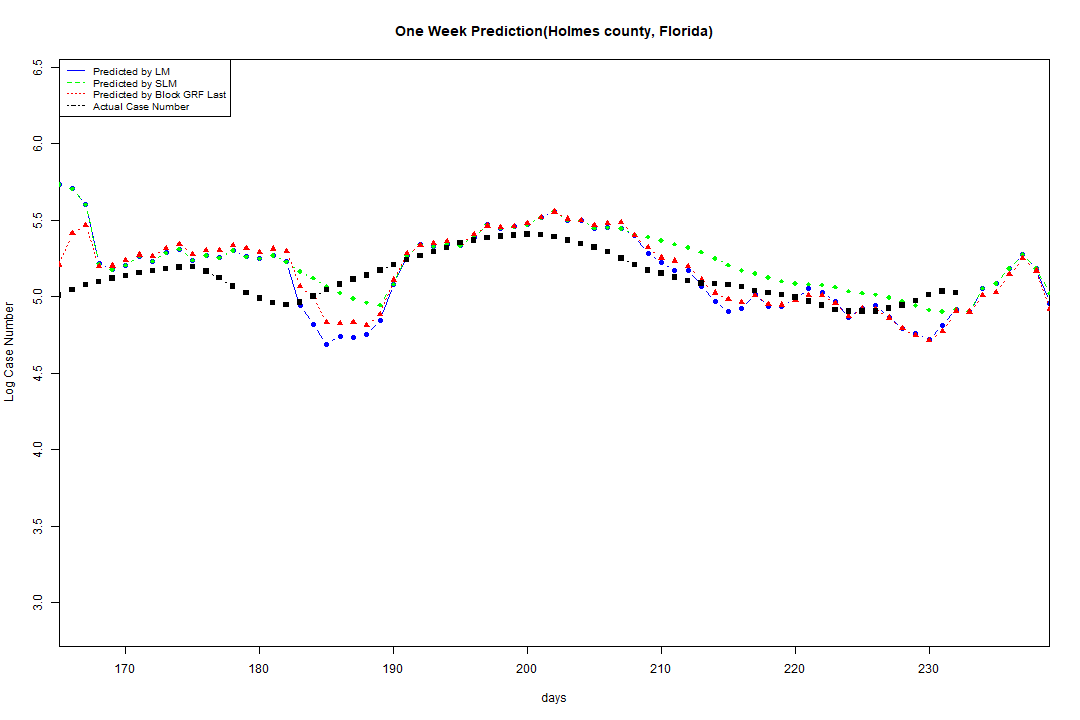 One Week Prediction(Holmes county, Florida)
Predicted by LM
Predicted by SLM
Predicted by Block GRF Last
Actual Case Number
6.5
6.0
5.5
5.0
4.5
4.0
3.5
3.0
Log Case Number
170 180 190 200 210 220 230
days